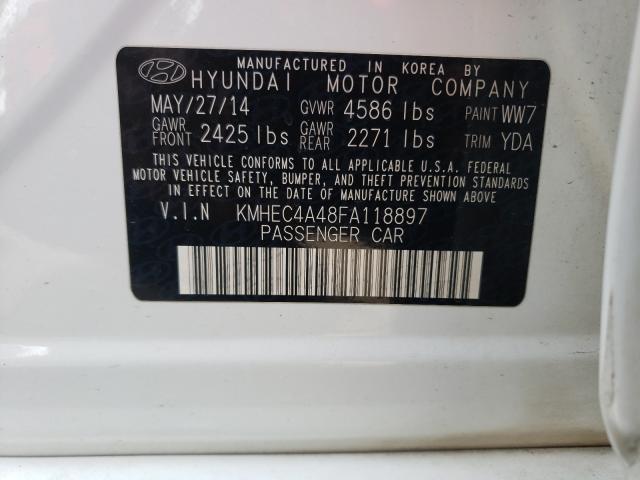 MANUFACTURED IN KOREA BY
HYUNDAI MOTOR COMPANY
MAY/27/14 GVWR 4586 lbs PAINT WW7
GAWR FRONT 2425 lbs GAWR REAR 2271 lbs TRIM YDA
THIS VEHICLE CONFORMS TO ALL APPLICABLE U.S.A. FEDERAL
MOTOR VEHICLE SAFETY, BUMPER, AND THEFT PREVENTION STANDARDS
IN EFFECT ON THE DATE OF MANUFACTURE SHOWN ABOVE
V.I.N KMHEC4A48FA118897
PASSENGER CAR